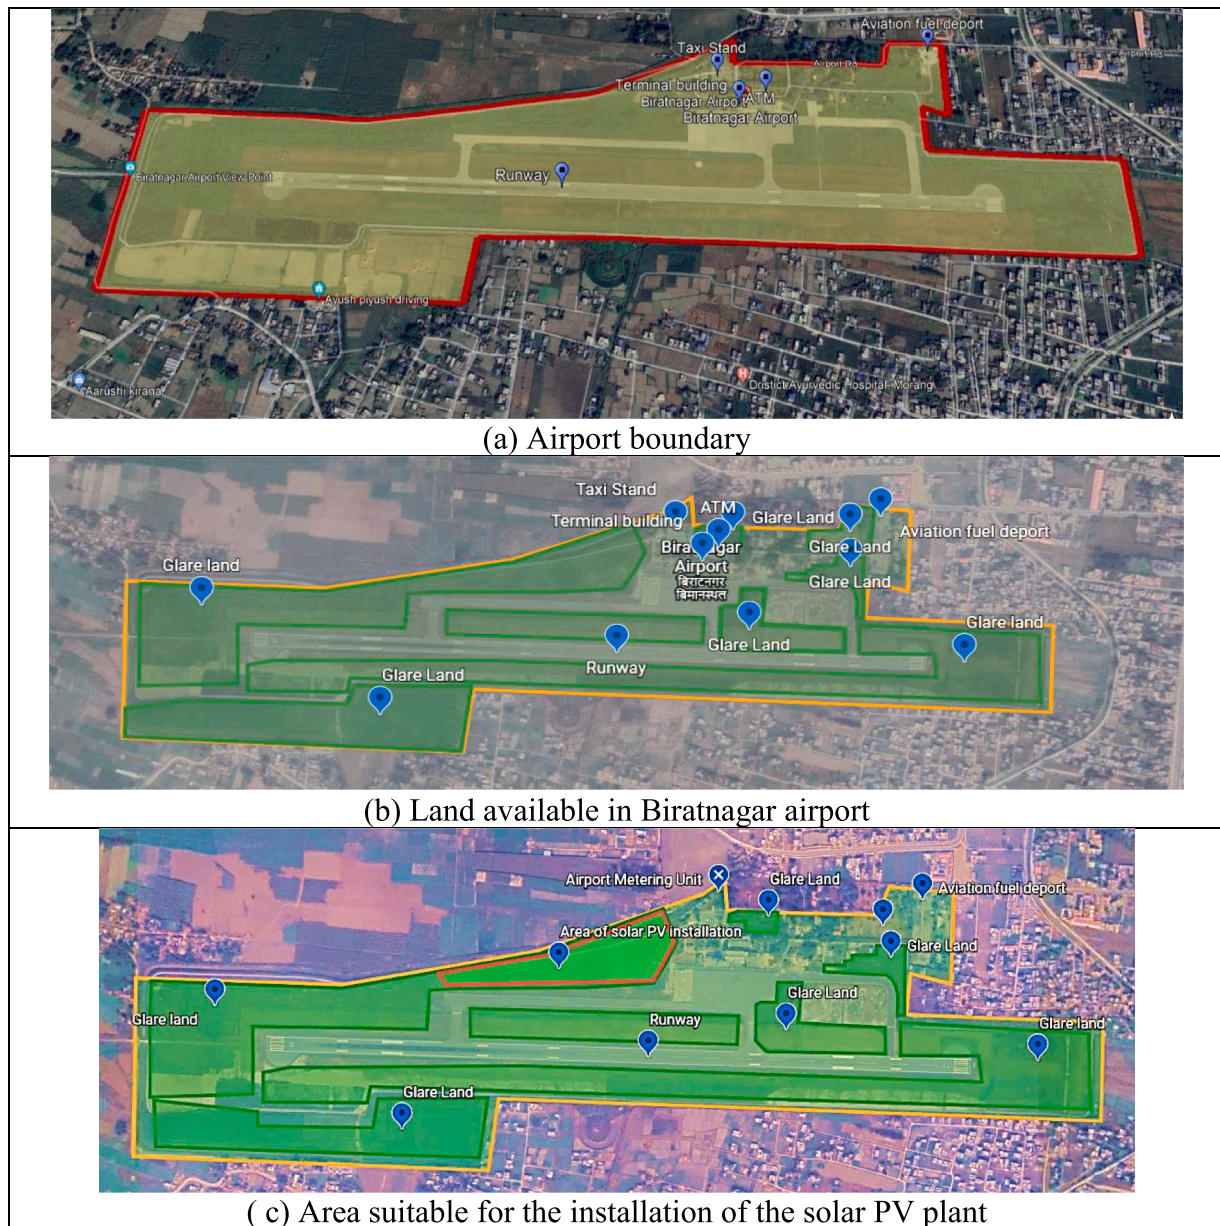 Aviation fuel deport
Taxi Stand
Airport Rd
Airport Rd
Terminal building
Biratnagar Airport
ATM
Biratnagar Airport
Runway
Biratnagar Airport View Point
Ayush piyush driving
Aarushi kirana
District Ayurvedic Hospital, Morang
(a) Airport boundary
Taxi Stand
ATM
Glare Land
Terminal building
Aviation fuel deport
Biratnagar
Airport
बिराटनगर
बिमानस्थल
Glare Land
Glare land
Glare Land
Glare land
Glare Land
Runway
Glare Land
(b) Land available in Biratnagar airport
Airport Metering Unit
Glare Land
Aviation fuel deport
Area of solar PV installation
Glare Land
Glare Land
Glare land
Runway
Glare land
Glare Land
( c) Area suitable for the installation of the solar PV plant